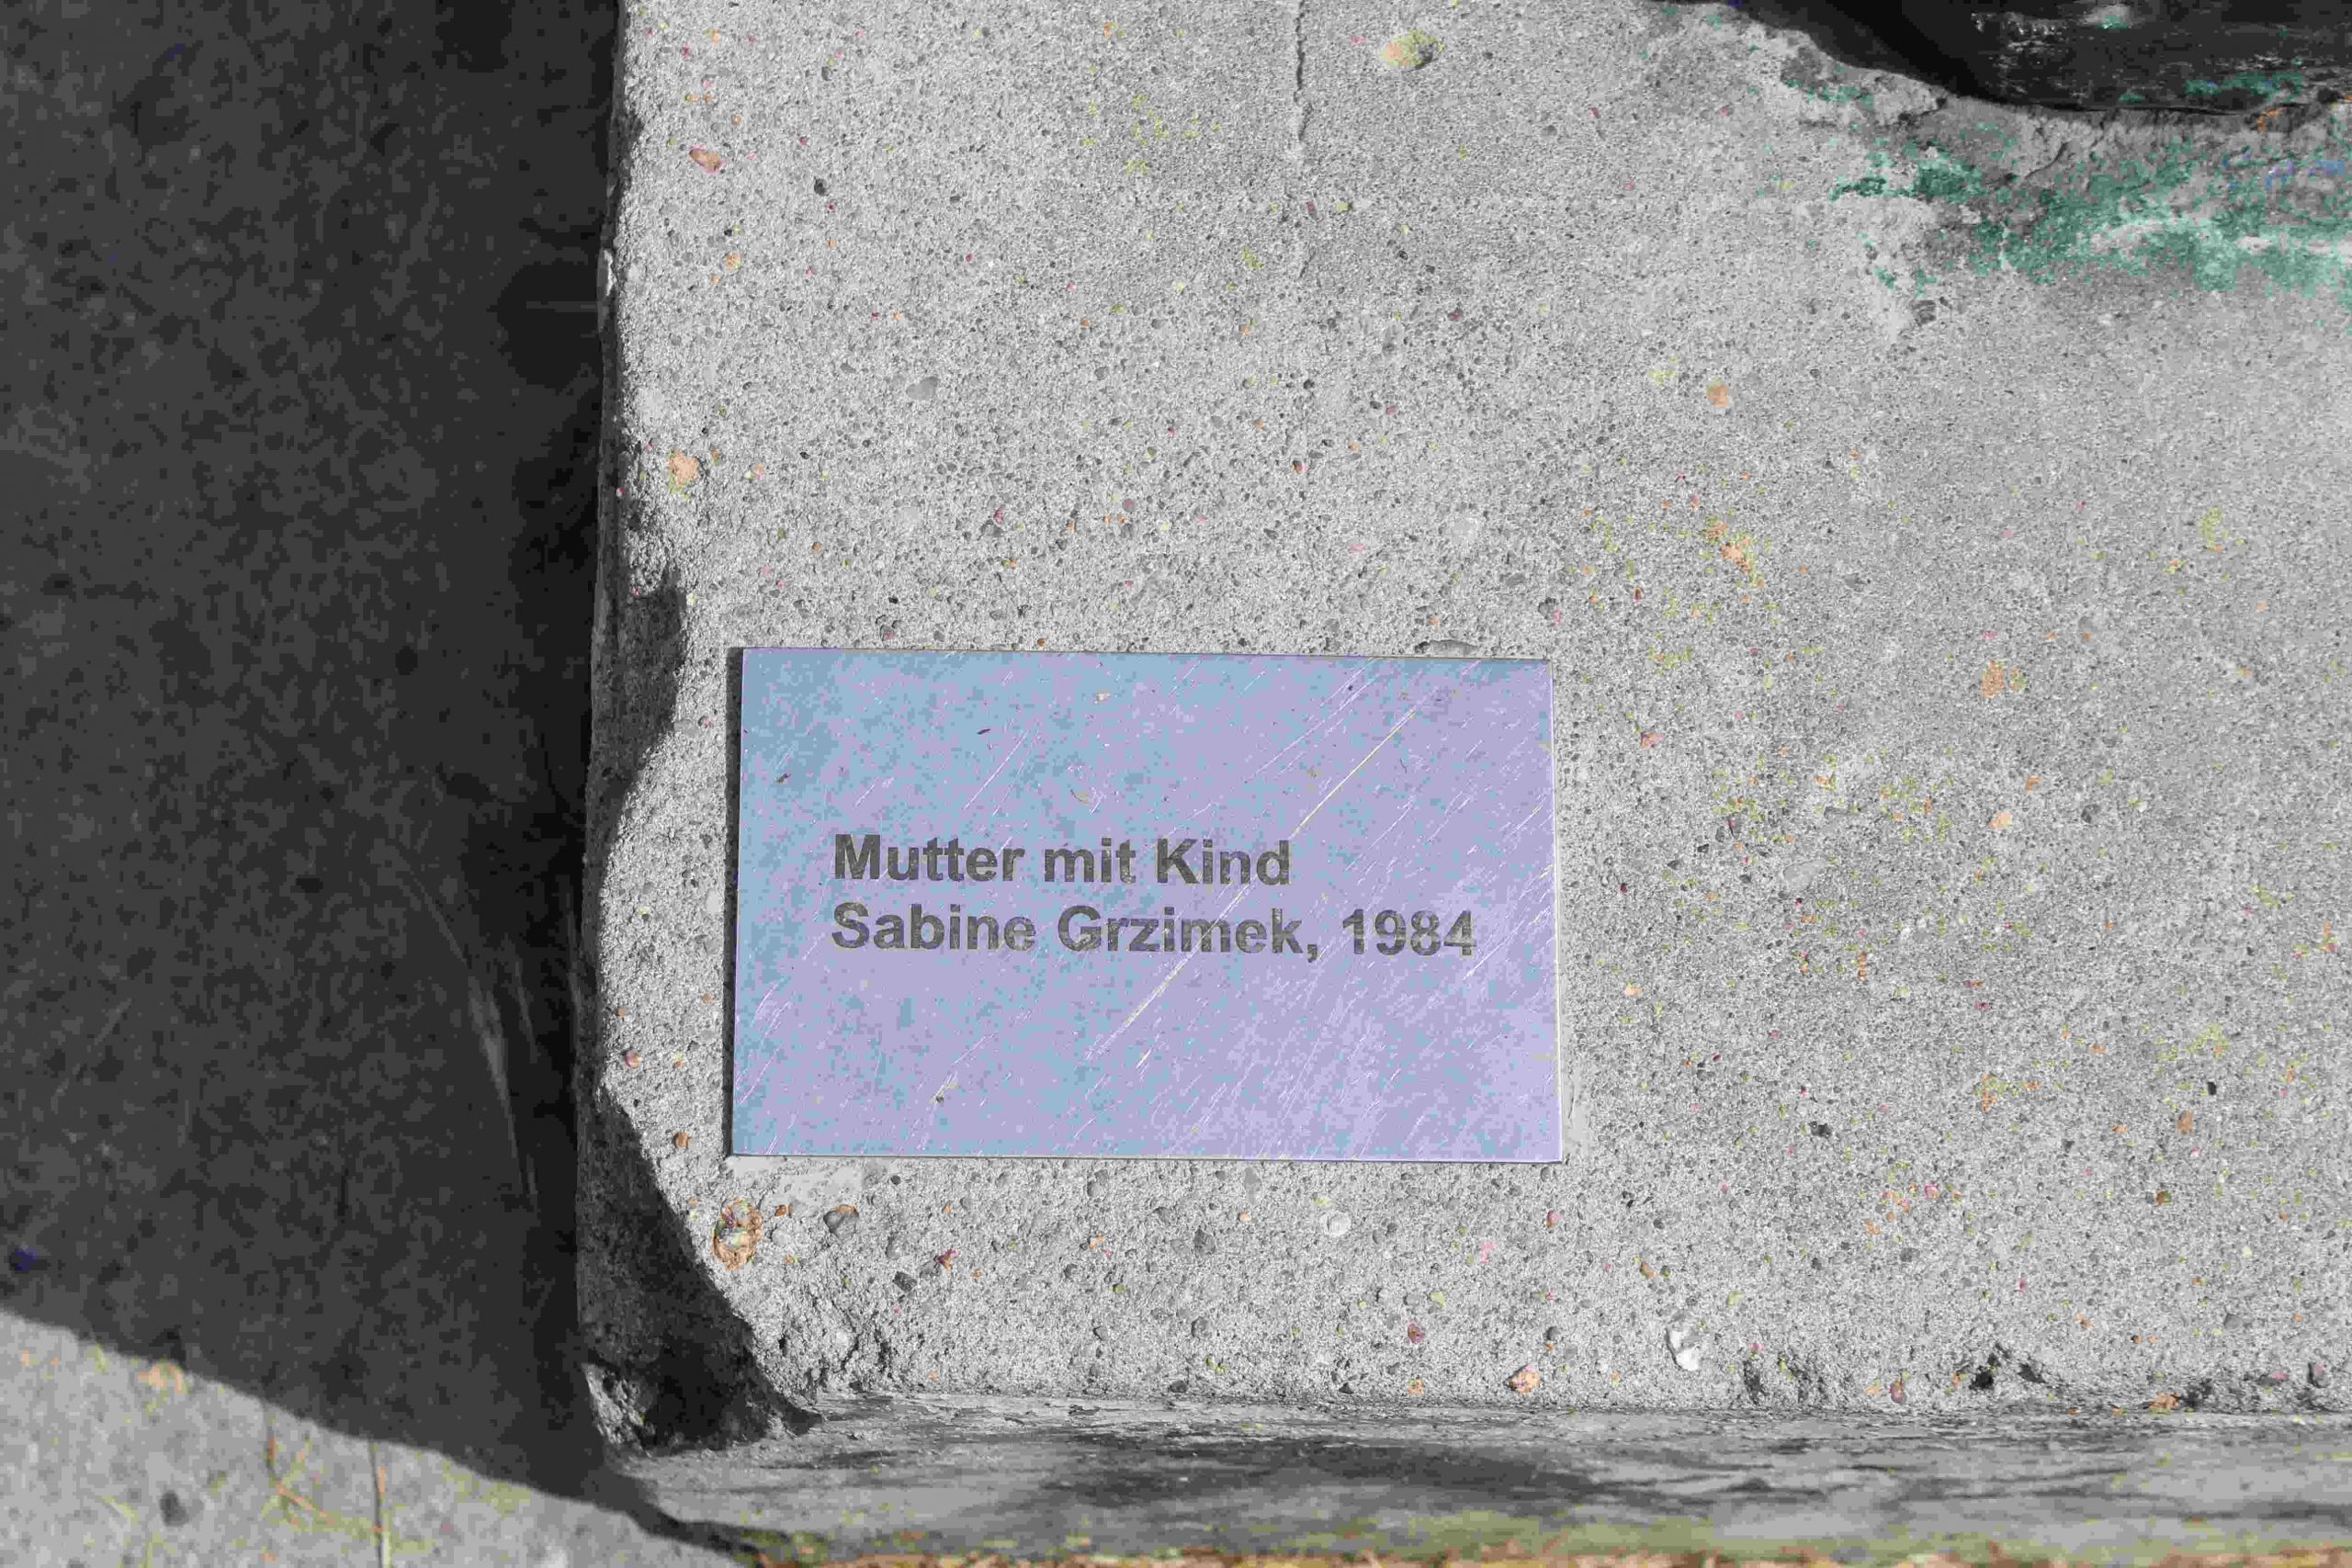 Mutter mit Kind
Sabine Grzimek, 1984